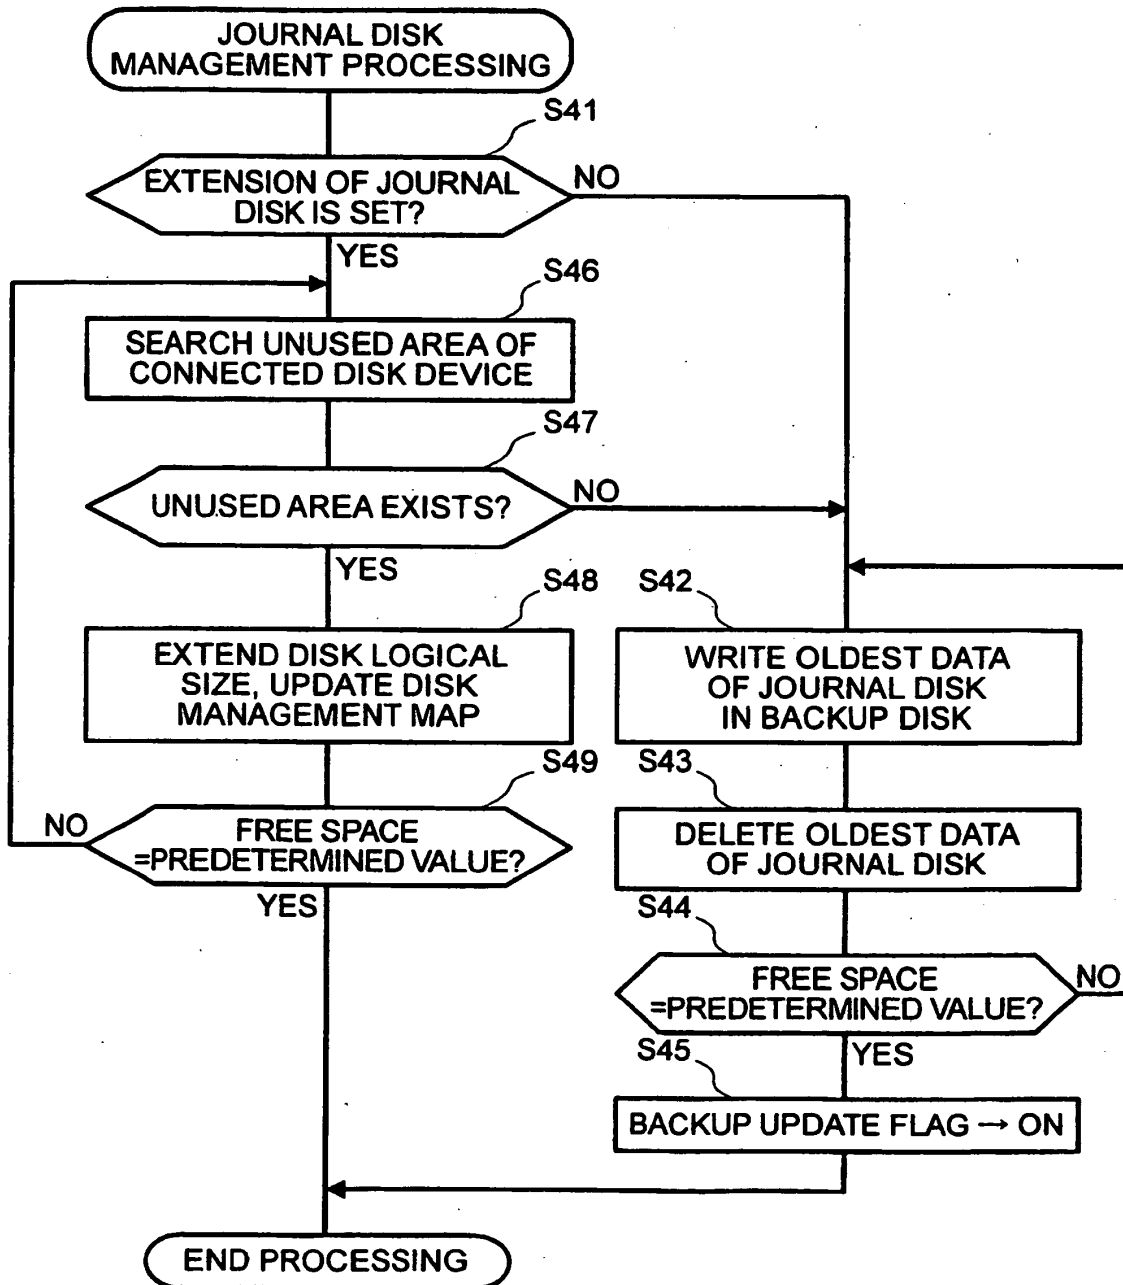 JOURNAL DISK
MANAGEMENT PROCESSING
S41
EXTENSION OF JOURNAL
DISK IS SET?
NO
YES
S46
SEARCH UNUSED AREA OF
CONNECTED DISK DEVICE
S47
UNUSED AREA EXISTS?
NO
YES
S48
EXTEND DISK LOGICAL
SIZE, UPDATE DISK
MANAGEMENT MAP
S49
FREE SPACE
=PREDETERMINED VALUE?
NO
YES
S42
WRITE OLDEST DATA
OF JOURNAL DISK
IN BACKUP DISK
S43
DELETE OLDEST DATA
OF JOURNAL DISK
S44
FREE SPACE
=PREDETERMINED VALUE?
NO
YES
S45
BACKUP UPDATE FLAG → ON
END PROCESSING